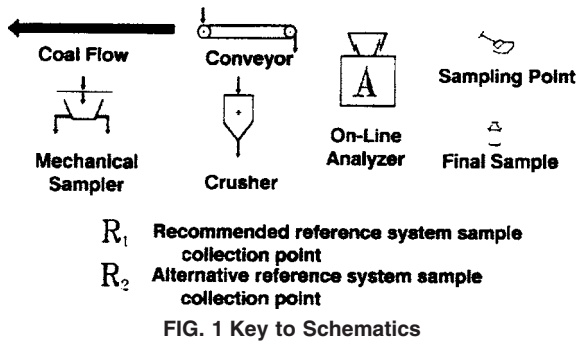 Coal Flow
Conveyor
A
Sampling Point
Mechanical
Sampler
Crusher
On-Line
Analyzer
Final Sample
R₁ Recommended reference system sample
collection point
R₂ Alternative reference system sample
collection point
FIG. 1 Key to Schematics